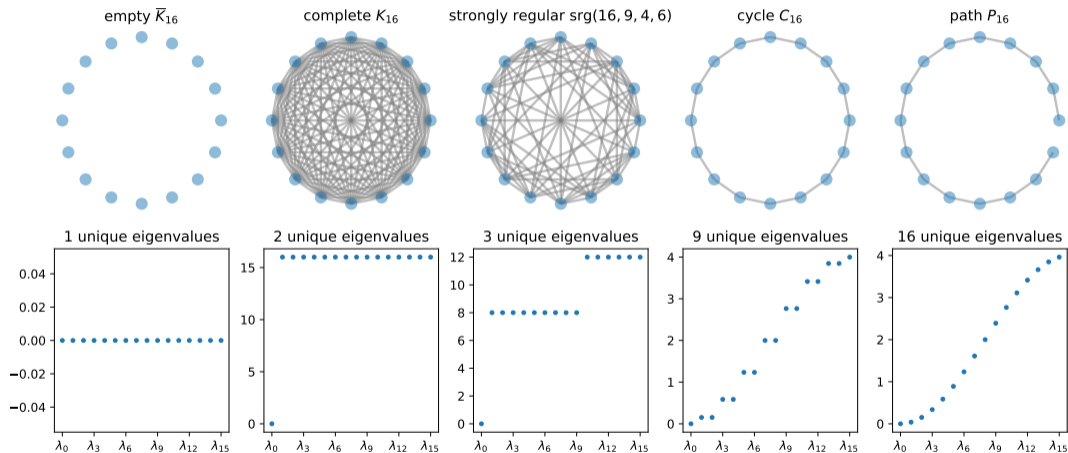 empty K̅₁₆
complete K₁₆
strongly regular srg(16, 9, 4, 6)
cycle C₁₆
path P₁₆
1 unique eigenvalues
2 unique eigenvalues
3 unique eigenvalues
9 unique eigenvalues
16 unique eigenvalues
0.04
0.02
0.00
−0.02
−0.04
λ₀ λ₃ λ₆ λ₉ λ₁₂ λ₁₅
15
10
5
0
λ₀ λ₃ λ₆ λ₉ λ₁₂ λ₁₅
12
10
8
6
4
2
0
λ₀ λ₃ λ₆ λ₉ λ₁₂ λ₁₅
4
3
2
1
0
λ₀ λ₃ λ₆ λ₉ λ₁₂ λ₁₅
4
3
2
1
0
λ₀ λ₃ λ₆ λ₉ λ₁₂ λ₁₅